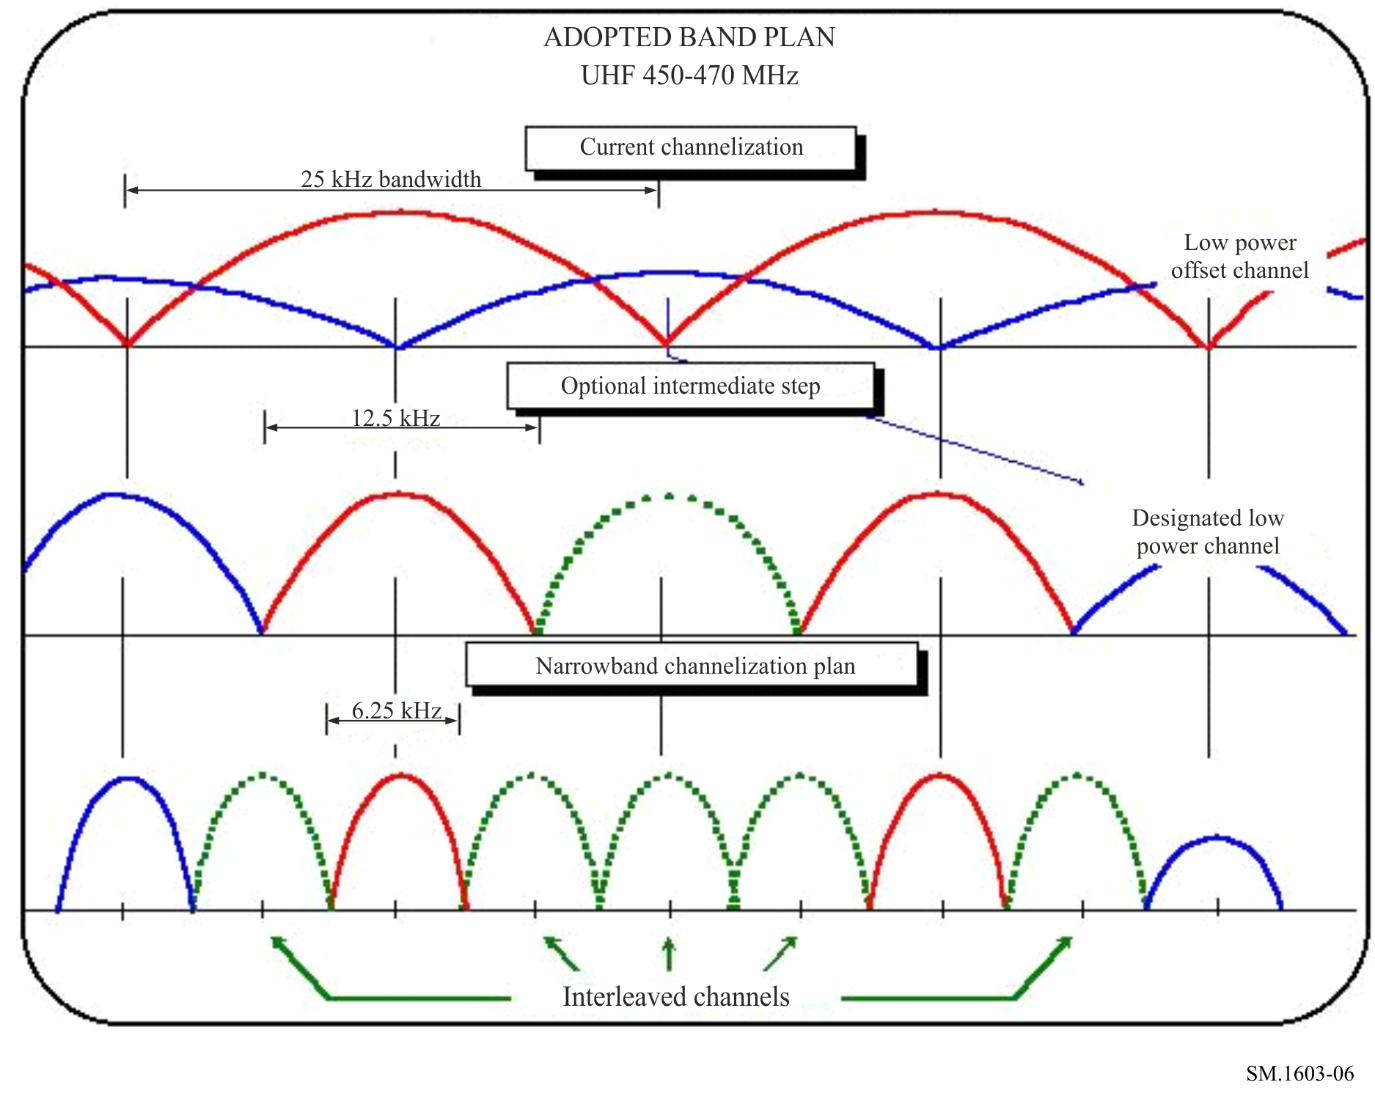 ADOPTED BAND PLAN
UHF 450-470 MHz
Current channelization
25 kHz bandwidth
Low power
offset channel
Optional intermediate step
12.5 kHz
Designated low
power channel
Narrowband channelization plan
6.25 kHz
Interleaved channels
SM.1603-06